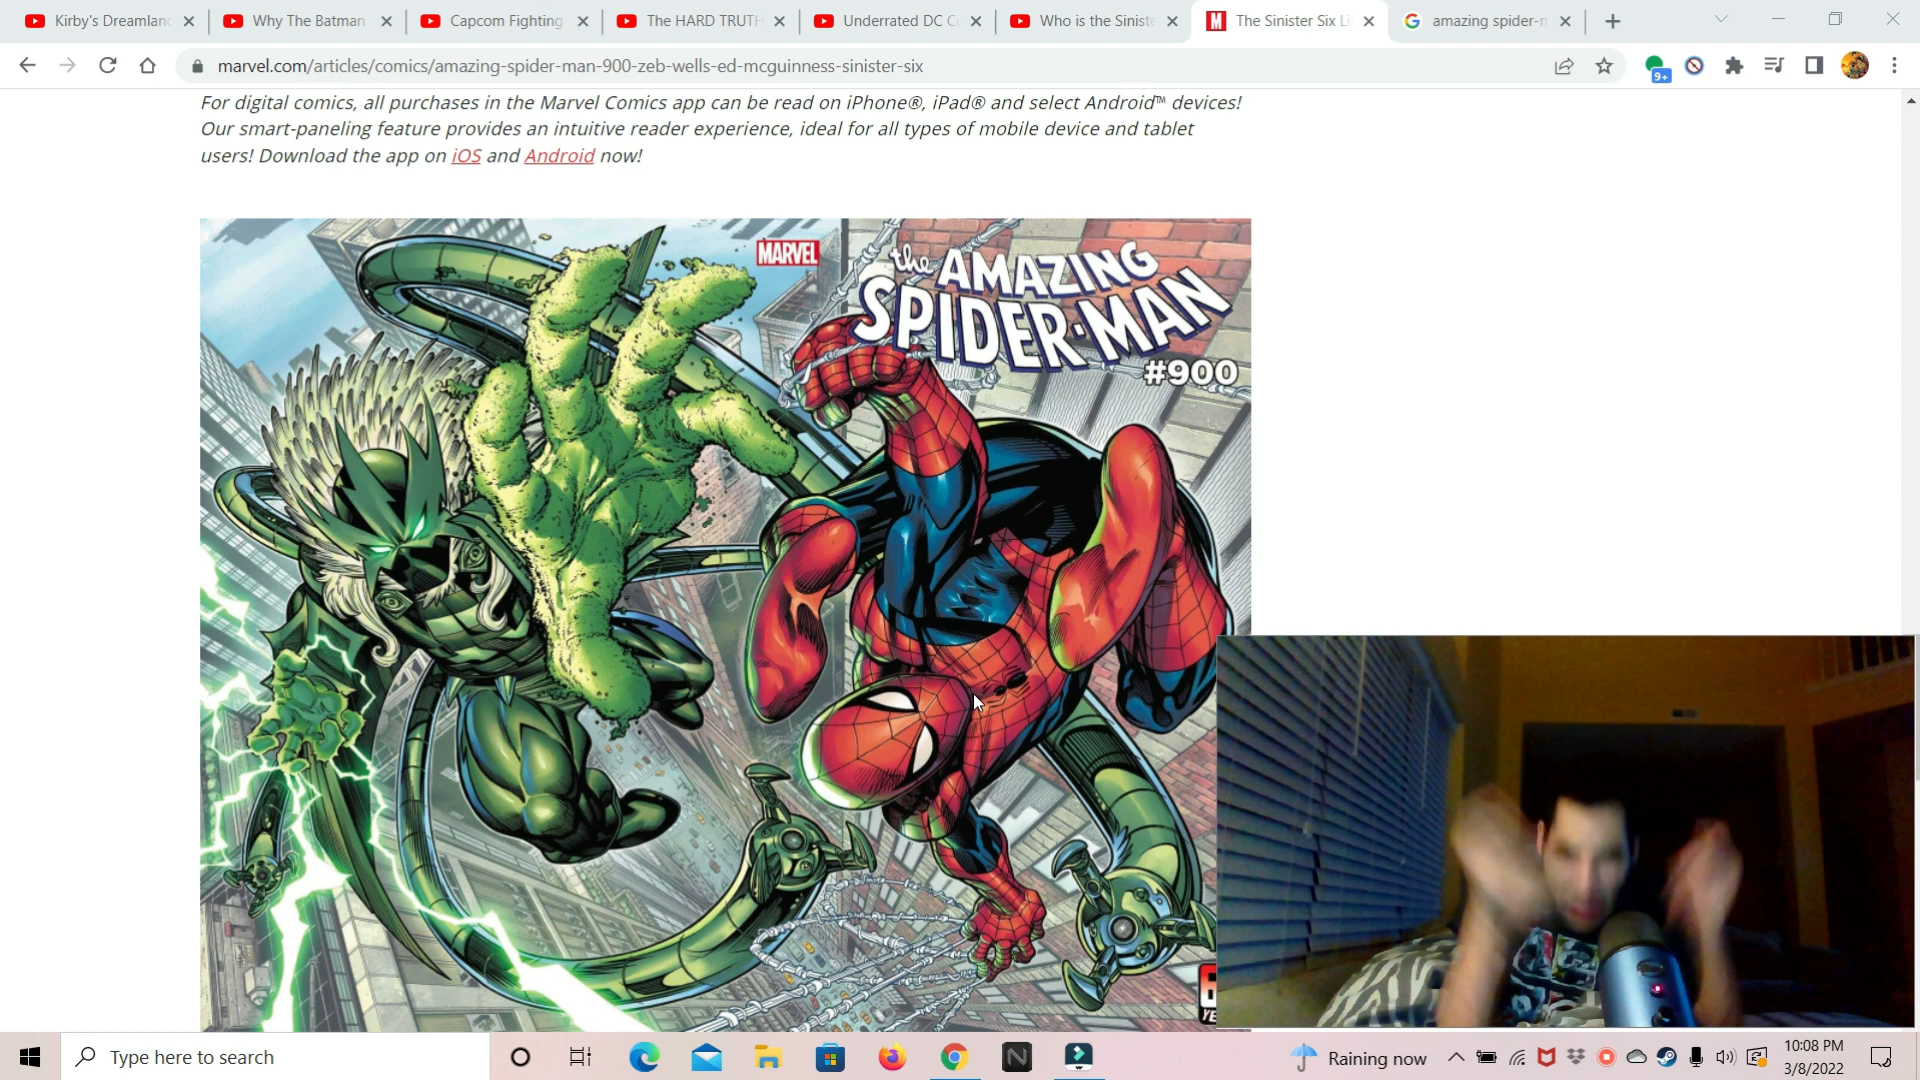 Kirby's Dreamlan
Why The Batman
Capcom Fighting
The HARD TRUTH
Underrated DC C
Who is the Siniste
The Sinister Six Li
amazing spider-m
marvel.com/articles/comics/amazing-spider-man-900-zeb-wells-ed-mcguinness-sinister-six
9+
For digital comics, all purchases in the Marvel Comics app can be read on iPhone®, iPad® and select Android™ devices!
Our smart-paneling feature provides an intuitive reader experience, ideal for all types of mobile device and tablet
users! Download the app on iOS and Android now!
MARVEL
the AMAZING
SPIDER-MAN
#900
YE
Type here to search
Raining now
10:08 PM
3/8/2022